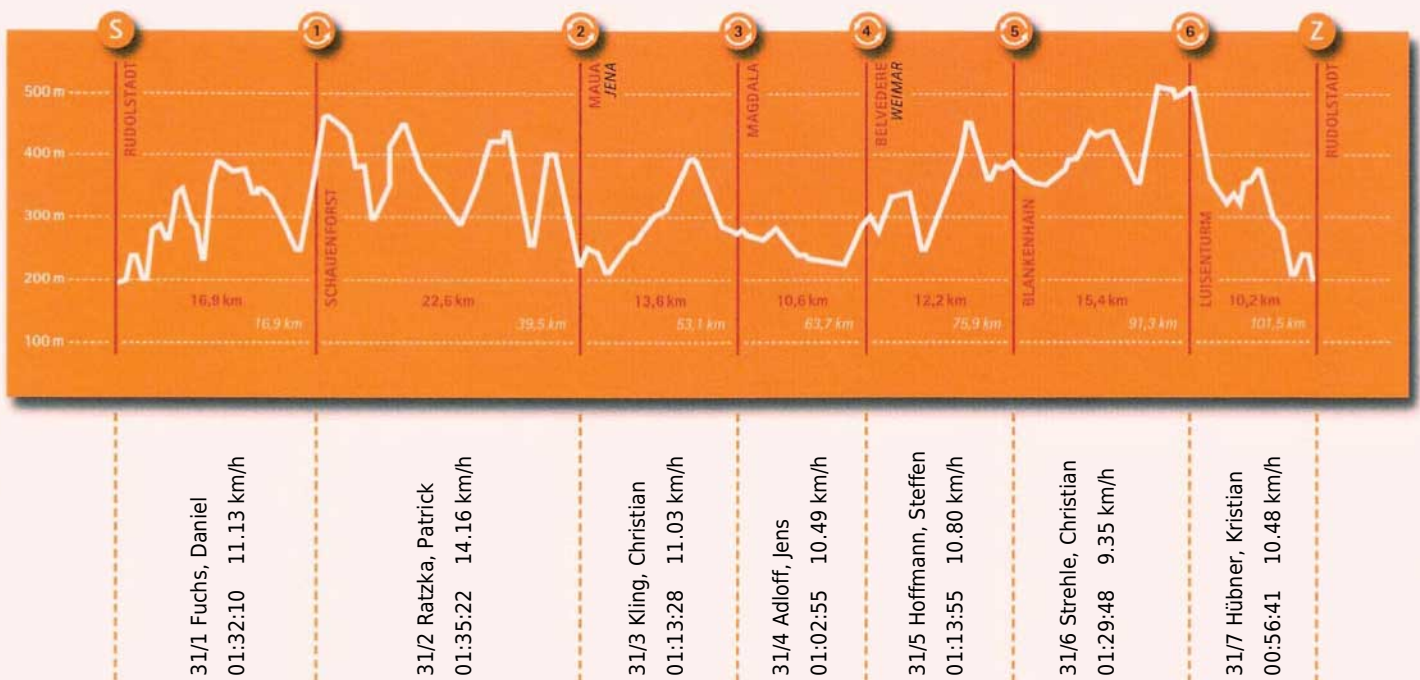 S
1
2
3
4
5
6
Z
500 m
400 m
300 m
200 m
100 m
RUDOLSTADT
SCHAUENFORST
MAUA
JENA
MAGDALA
BELVEDERE
WEIMAR
BLANKENHAIN
LUISENTURM
RUDOLSTADT
16,9 km
22,6 km
13,6 km
10,6 km
12,2 km
15,4 km
10,2 km
16,9 km
39,5 km
53,1 km
63,7 km
75,9 km
91,3 km
101,5 km
31/1 Fuchs, Daniel
01:32:10 11.13 km/h
31/2 Ratzka, Patrick
01:35:22 14.16 km/h
31/3 Kling, Christian
01:13:28 11.03 km/h
31/4 Adloff, Jens
01:02:55 10.49 km/h
31/5 Hoffmann, Steffen
01:13:55 10.80 km/h
31/6 Strehle, Christian
01:29:48 9.35 km/h
31/7 Hübner, Kristian
00:56:41 10.48 km/h